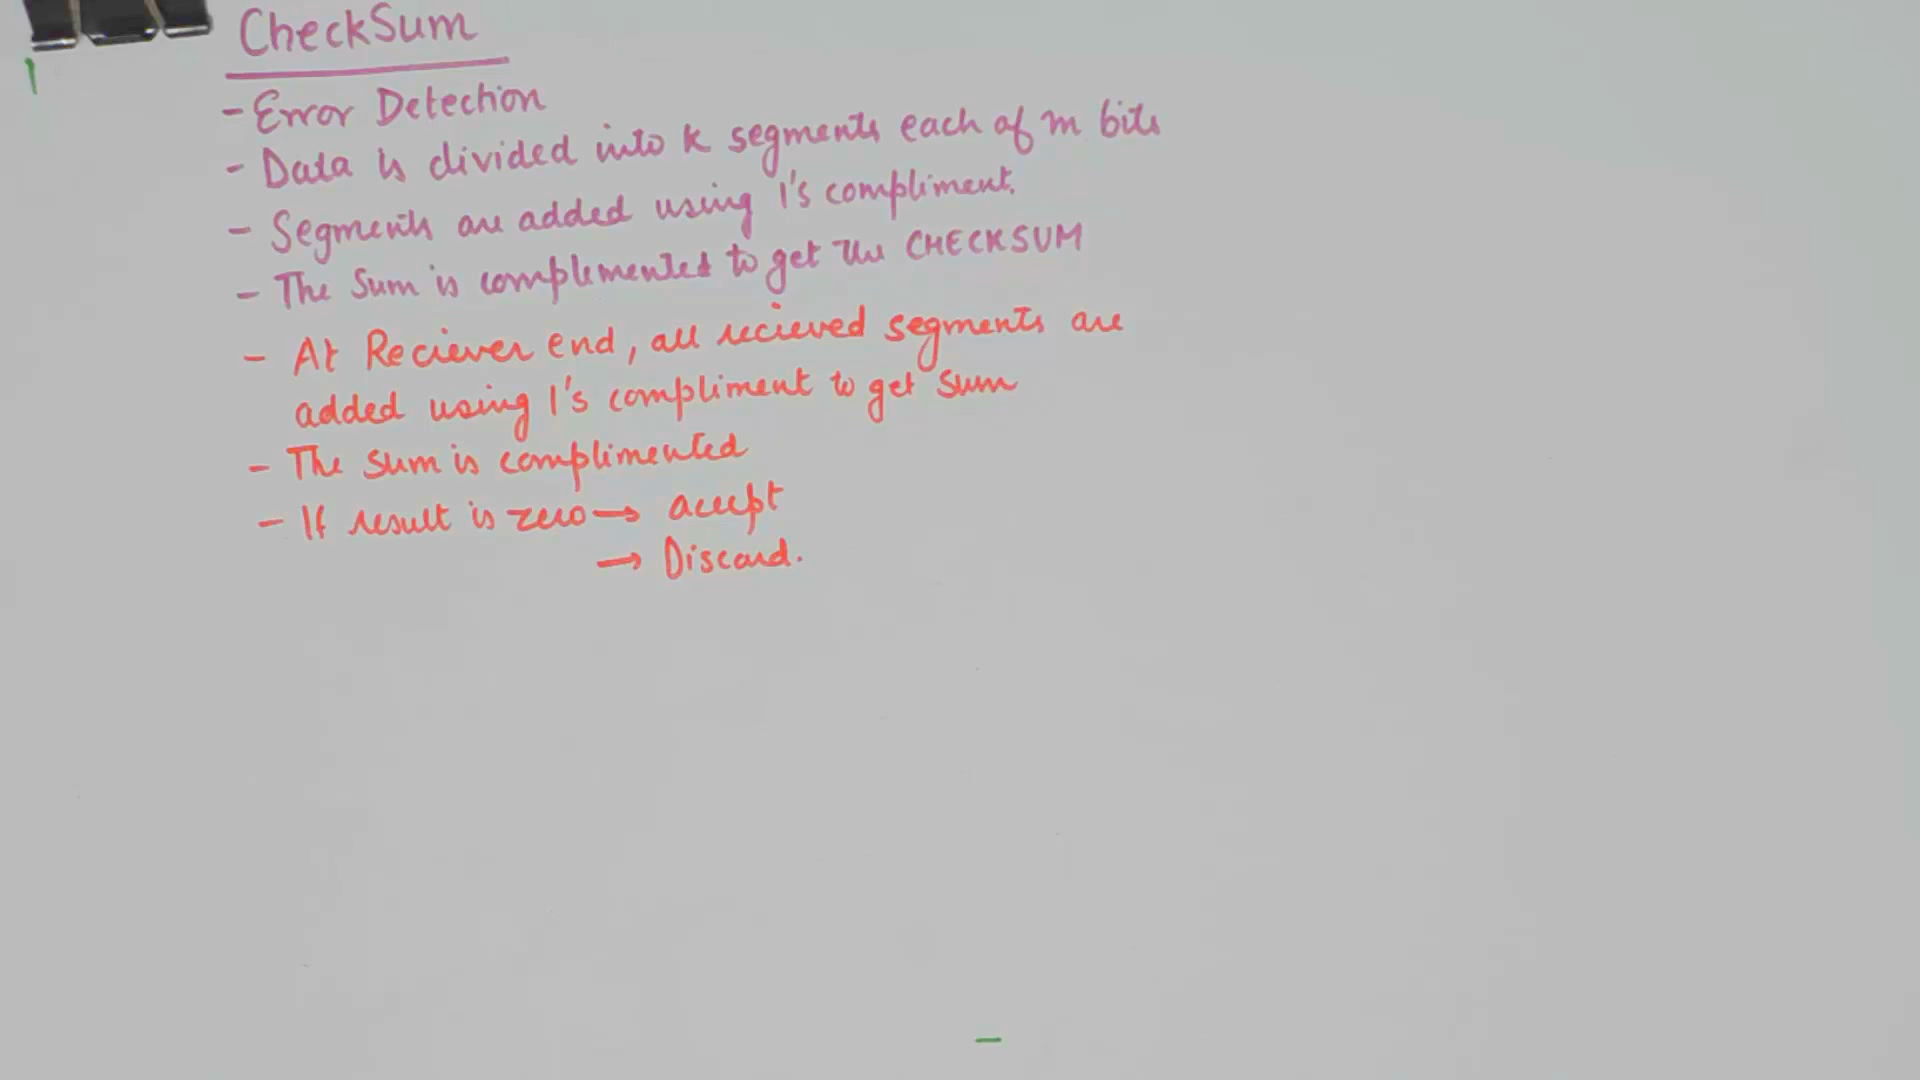 CheckSum
- Error Detection
- Data is divided into k segments each of m bits
- Segments are added using 1's compliment.
- The Sum is complemented to get the CHECKSUM
- At Reciever end, all recieved segments are
added using 1's compliment to get sum
- The sum is complimented
- If result is zero → accept
→ Discard.